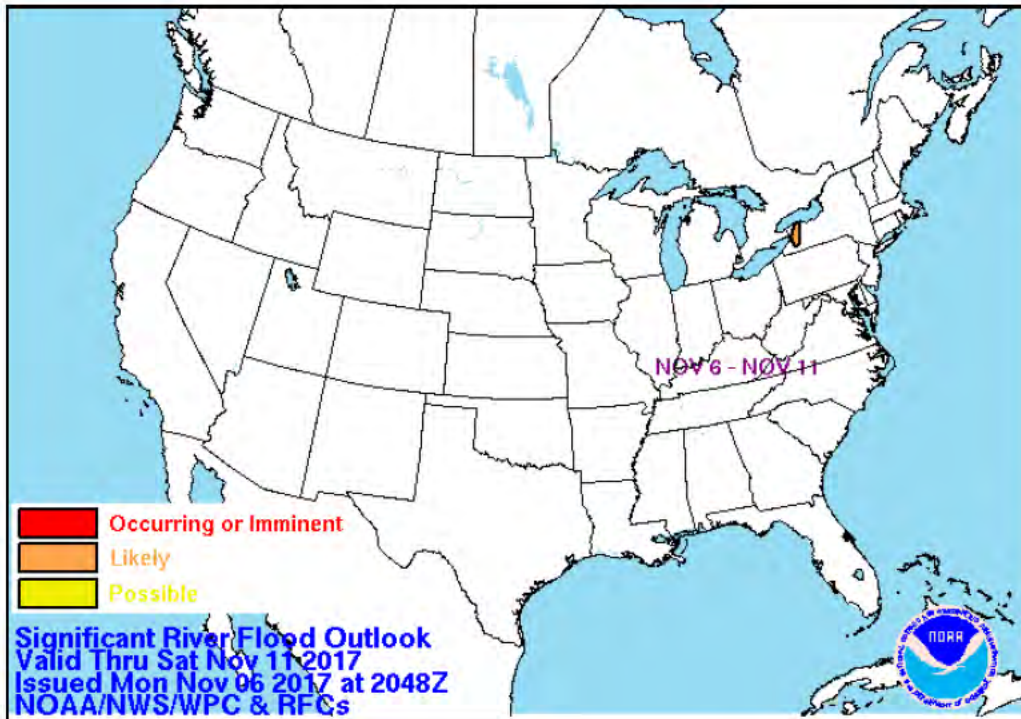 NOV 6 - NOV 11
Occurring or Imminent
Likely
Possible
Significant River Flood Outlook
Valid Thru Sat Nov 11 2017
Issued Mon Nov 06 2017 at 2048Z
NOAA/NWS/WPC & RFCs
NOAA